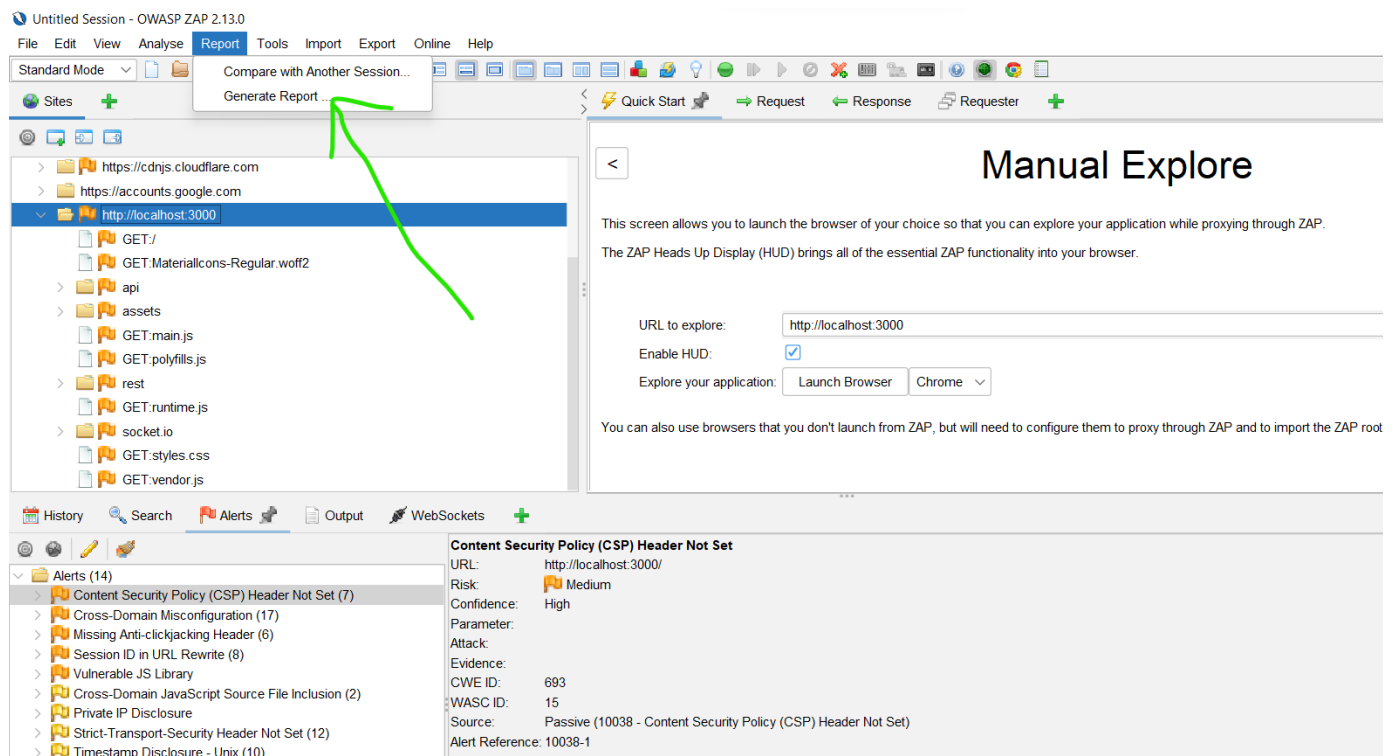 Untitled Session - OWASP ZAP 2.13.0
File Edit View Analyse Report Tools Import Export Online Help
Standard Mode
Compare with Another Session...
Generate Report ...
Sites
Quick Start Request Response Requester
https://cdnjs.cloudflare.com
https://accounts.google.com
http://localhost:3000
GET:/
GET:MaterialIcons-Regular.woff2
api
assets
GET:main.js
GET:polyfills.js
rest
GET:runtime.js
socket.io
GET:styles.css
GET:vendor.js
<
Manual Explore
This screen allows you to launch the browser of your choice so that you can explore your application while proxying through ZAP.
The ZAP Heads Up Display (HUD) brings all of the essential ZAP functionality into your browser.
URL to explore: http://localhost:3000
Enable HUD:
Explore your application: Launch Browser Chrome
You can also use browsers that you don't launch from ZAP, but will need to configure them to proxy through ZAP and to import the ZAP root
History Search Alerts Output WebSockets
Alerts (14)
Content Security Policy (CSP) Header Not Set (7)
Cross-Domain Misconfiguration (17)
Missing Anti-clickjacking Header (6)
Session ID in URL Rewrite (8)
Vulnerable JS Library
Cross-Domain JavaScript Source File Inclusion (2)
Private IP Disclosure
Strict-Transport-Security Header Not Set (12)
Timestamp Disclosure - Unix (10)
Content Security Policy (CSP) Header Not Set
URL: http://localhost:3000/
Risk: Medium
Confidence: High
Parameter:
Attack:
Evidence:
CWE ID: 693
WASC ID: 15
Source: Passive (10038 - Content Security Policy (CSP) Header Not Set)
Alert Reference: 10038-1